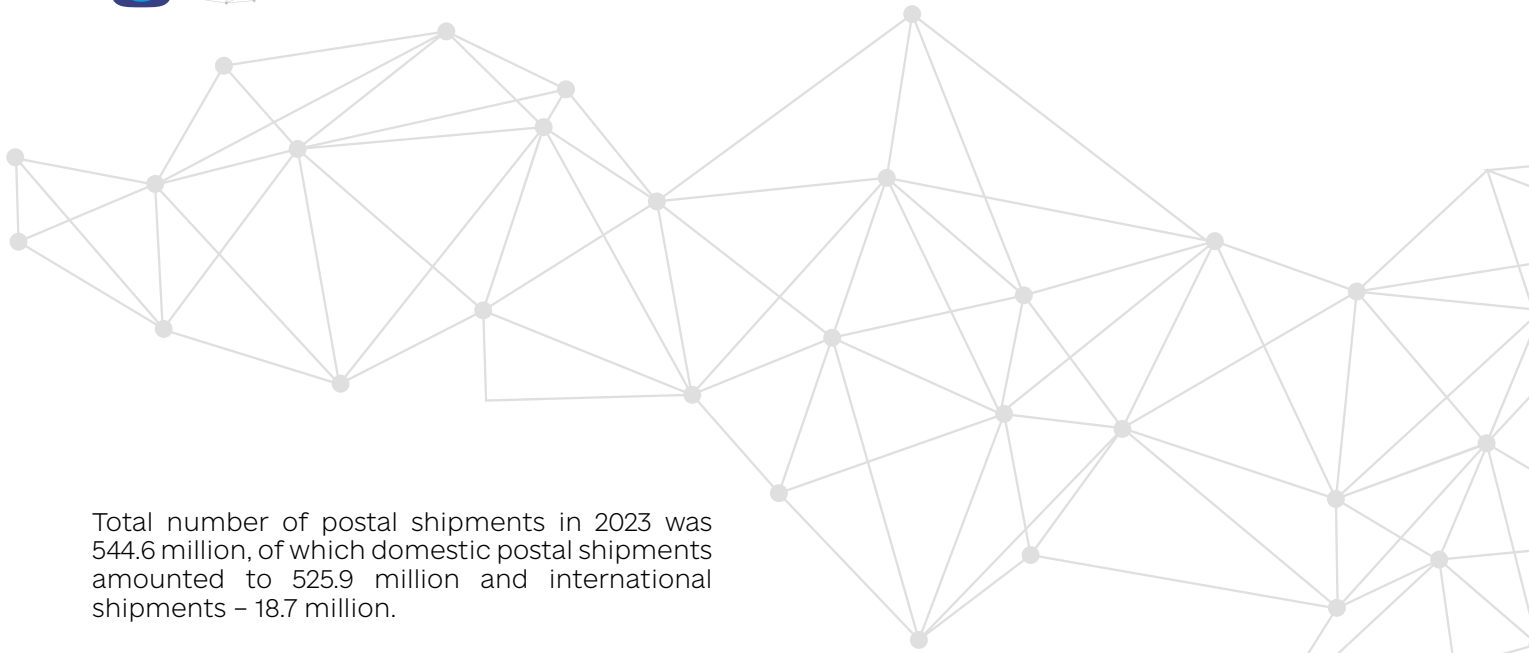 Total number of postal shipments in 2023 was
544.6 million, of which domestic postal shipments
amounted to 525.9 million and international
shipments – 18.7 million.